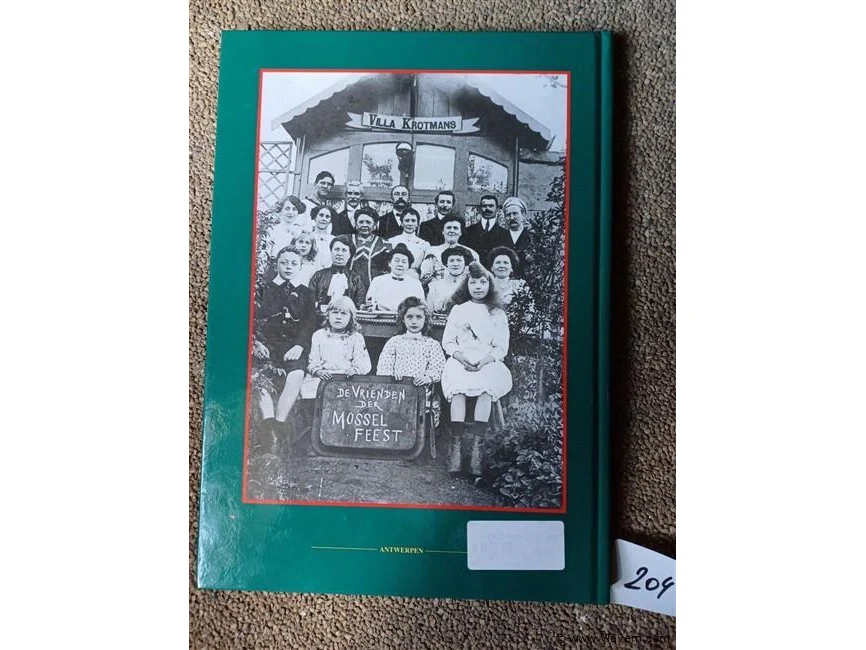 VILLA KROTMANS
DE VRIENDEN
DER
MOSSEL
FEEST
ANTWERPEN
204